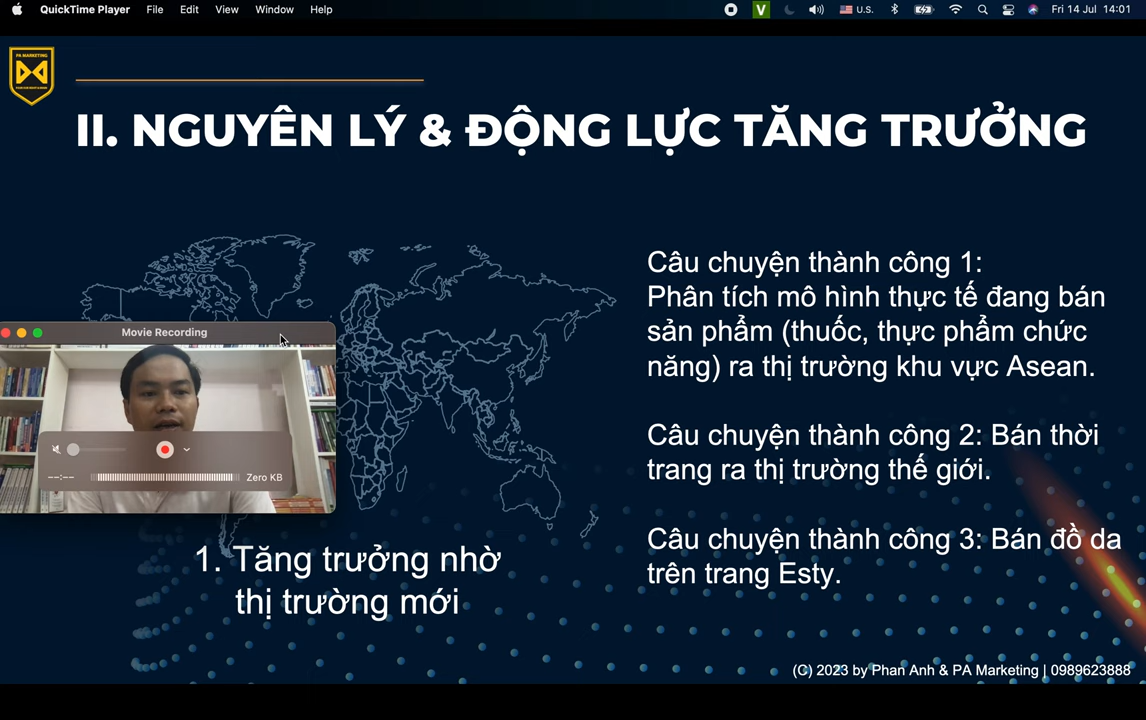 QuickTime Player File Edit View Window Help
V U.S. Fri 14 Jul 14:01
PA MARKETING
II. NGUYÊN LÝ & ĐỘNG LỰC TĂNG TRƯỞNG
Câu chuyện thành công 1:
Phân tích mô hình thực tế đang bán
sản phẩm (thuốc, thực phẩm chức
năng) ra thị trường khu vực Asean.
Câu chuyện thành công 2: Bán thời
trang ra thị trường thế giới.
Câu chuyện thành công 3: Bán đồ da
trên trang Esty.
Movie Recording
--:-- Zero KB
1. Tăng trưởng nhờ
thị trường mới
(C) 2023 by Phan Anh & PA Marketing | 0989623888